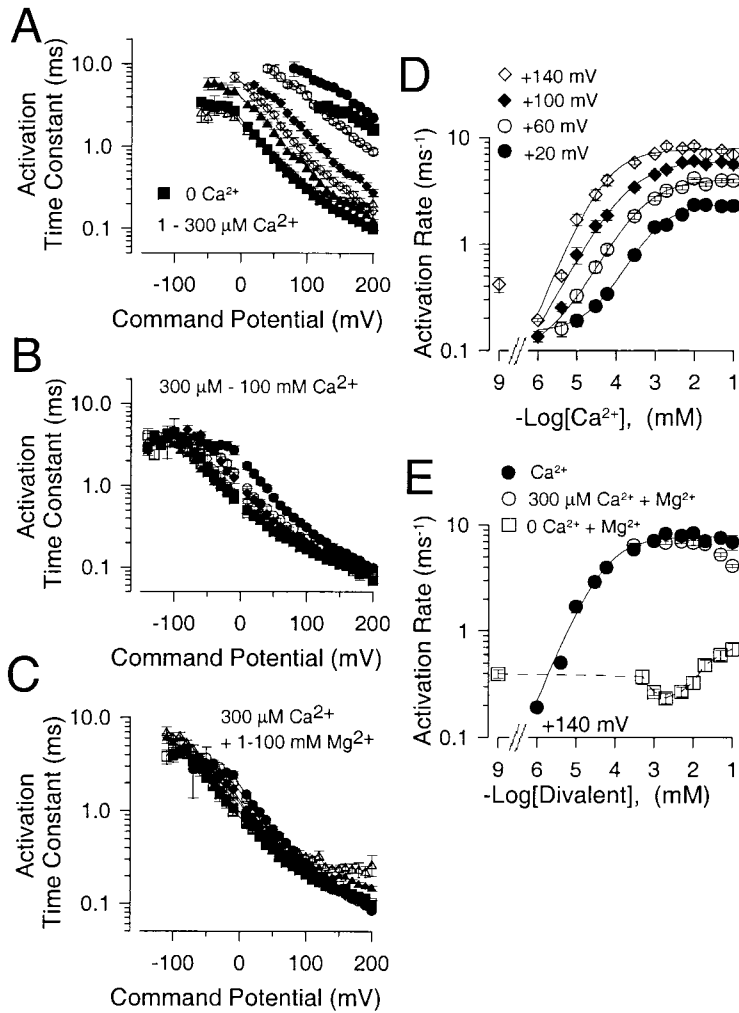 A
Activation
Time Constant (ms)
10.0
1.0
0.1
0 Ca²⁺
1 - 300 µM Ca²⁺
-100
0
100
200
Command Potential (mV)
B
300 µM - 100 mM Ca²⁺
Activation
Time Constant (ms)
10.0
1.0
0.1
-100
0
100
200
Command Potential (mV)
C
300 µM Ca²⁺
+ 1-100 mM Mg²⁺
Activation
Time Constant (ms)
10.0
1.0
0.1
-100
0
100
200
Command Potential (mV)
D
+140 mV
+100 mV
+60 mV
+20 mV
Activation Rate (ms⁻¹)
10
1
0.1
9
6
5
4
3
2
1
-Log[Ca²⁺], (mM)
E
Ca²⁺
300 µM Ca²⁺ + Mg²⁺
0 Ca²⁺ + Mg²⁺
Activation Rate (ms⁻¹)
10
1
0.1
+140 mV
9
6
5
4
3
2
1
-Log[Divalent], (mM)